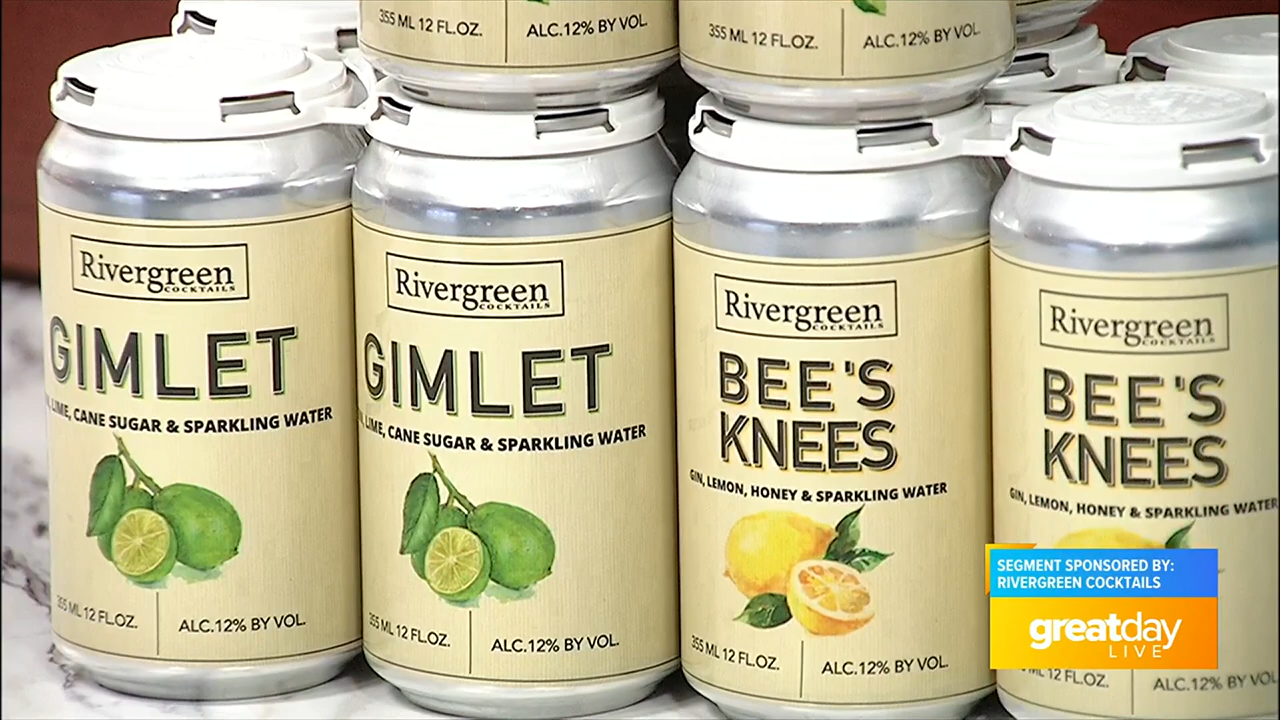 355 ML 12 FL.OZ.
ALC.12% BY VOL.
355 ML 12 FL.OZ.
ALC.12% BY VOL.
Rivergreen
COCKTAILS
GIMLET
LIME, CANE SUGAR & SPARKLING WATER
355 ML 12 FL.OZ.
ALC.12% BY VOL.
Rivergreen
COCKTAILS
GIMLET
LIME, CANE SUGAR & SPARKLING WATER
355 ML 12 FL.OZ.
ALC.12% BY VOL.
Rivergreen
COCKTAILS
BEE'S
KNEES
GIN, LEMON, HONEY & SPARKLING WATER
355 ML 12 FL.OZ.
ALC.12% BY VOL.
Rivergreen
COCKTAILS
BEE'S
KNEES
GIN, LEMON, HONEY & SPARKLING WATER
ML 12 FL.OZ.
ALC.12% BY VOL
SEGMENT SPONSORED BY:
RIVERGREEN COCKTAILS
greatday
LIVE